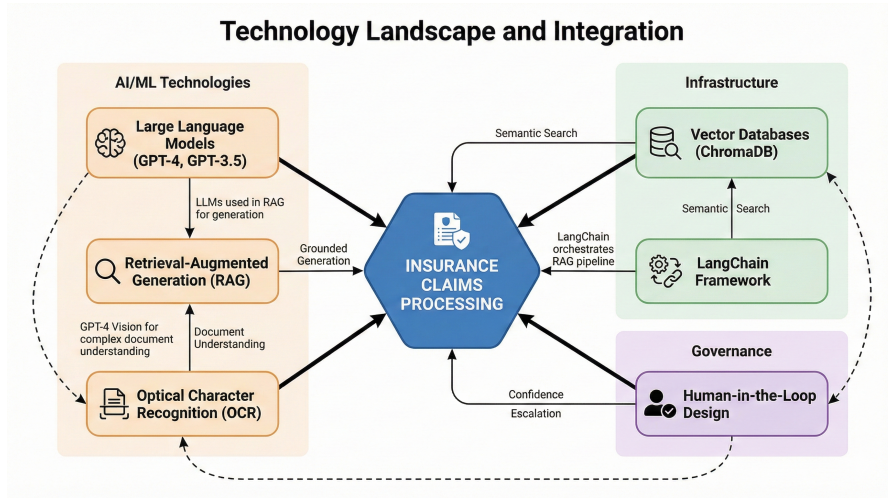 Technology Landscape and Integration
AI/ML Technologies
Large Language
Models
(GPT-4, GPT-3.5)
LLMs used in RAG
for generation
Retrieval-Augmented
Generation (RAG)
GPT-4 Vision for
complex document
understanding
Document
Understanding
Optical Character
Recognition (OCR)
Grounded
Generation
INSURANCE
CLAIMS
PROCESSING
Semantic Search
LangChain
orchestrates
RAG pipeline
Confidence
Escalation
Infrastructure
Vector Databases
(ChromaDB)
Semantic Search
LangChain
Framework
Governance
Human-in-the-Loop
Design